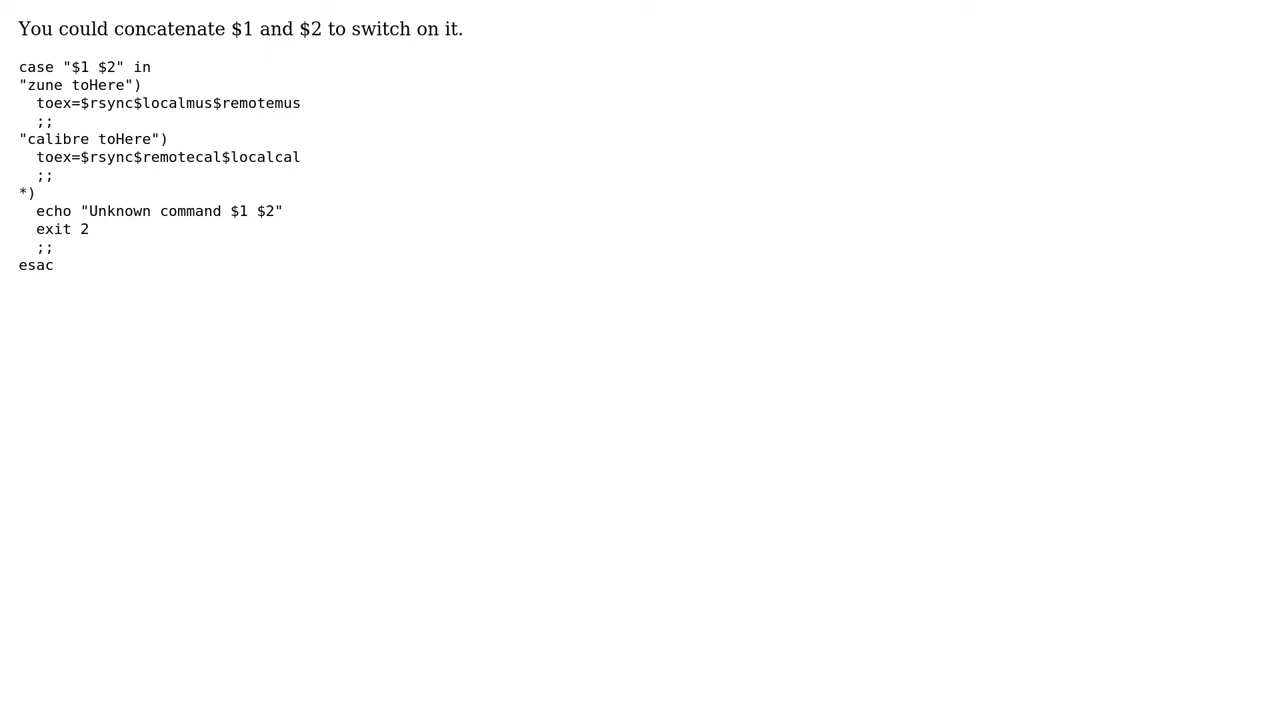 You could concatenate $1 and $2 to switch on it.
case "$1 $2" in
"zune toHere")
  toex=$rsync$localmus$remotemus
  ;;
"calibre toHere")
  toex=$rsync$remotecal$localcal
  ;;
*)
  echo "Unknown command $1 $2"
  exit 2
  ;;
esac